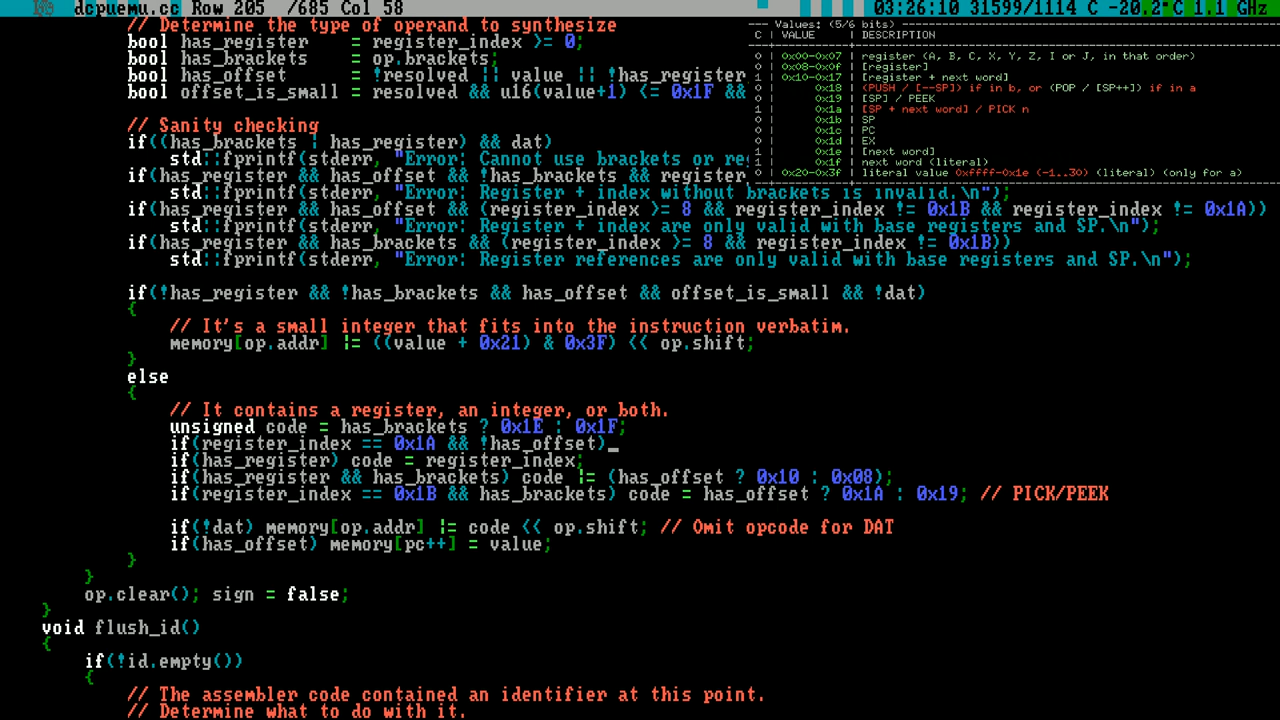 dcpuemu.cc Row 205 /685 Col 58 03:26:10 31599/1114 C -20.2°C 1.1 GHz
// Determine the type of operand to synthesize
bool has_register    = register_index >= 0;
bool has_brackets    = op.brackets;
bool has_offset      = !resolved || value || !has_register
bool offset_is_small = resolved && u16(value+1) <= 0x1F &&
--- Values: (5/6 bits)
C | VALUE | DESCRIPTION
0 | 0x00-0x07 | register (A, B, C, X, Y, Z, I or J, in that order)
0 | 0x08-0x0f | [register]
1 | 0x10-0x17 | [register + next word]
0 | 0x18 | (PUSH / [--SP]) if in b, or (POP / [SP++]) if in a
0 | 0x19 | [SP] / PEEK
1 | 0x1a | [SP + next word] / PICK n
0 | 0x1b | SP
0 | 0x1c | PC
0 | 0x1d | EX
1 | 0x1e | [next word]
1 | 0x1f | next word (literal)
0 | 0x20-0x3f | literal value 0xffff-0x1e (-1..30) (literal) (only for a)
// Sanity checking
if((has_brackets | has_register) && dat)
std::fprintf(stderr, "Error: Cannot use brackets or reg
if(has_register && has_offset && !has_brackets && register
std::fprintf(stderr, "Error: Register + index without brackets is invalid.\n");
if(has_register && has_offset && (register_index >= 8 && register_index != 0x1B && register_index != 0x1A))
std::fprintf(stderr, "Error: Register + index are only valid with base registers and SP.\n");
if(has_register && has_brackets && (register_index >= 8 && register_index != 0x1B))
std::fprintf(stderr, "Error: Register references are only valid with base registers and SP.\n");
if(!has_register && !has_brackets && has_offset && offset_is_small && !dat)
{
// It's a small integer that fits into the instruction verbatim.
memory[op.addr] |= ((value + 0x21) & 0x3F) << op.shift;
}
else
{
// It contains a register, an integer, or both.
unsigned code = has_brackets ? 0x1E : 0x1F;
if(register_index == 0x1A && !has_offset)_
if(has_register) code = register_index;
if(has_register && has_brackets) code |= (has_offset ? 0x10 : 0x08);
if(register_index == 0x1B && has_brackets) code = has_offset ? 0x1A : 0x19; // PICK/PEEK
if(!dat) memory[op.addr] |= code << op.shift; // Omit opcode for DAT
if(has_offset) memory[pc++] = value;
}
}
op.clear(); sign = false;
}
void flush_id()
{
if(!id.empty())
{
// The assembler code contained an identifier at this point.
// Determine what to do with it.